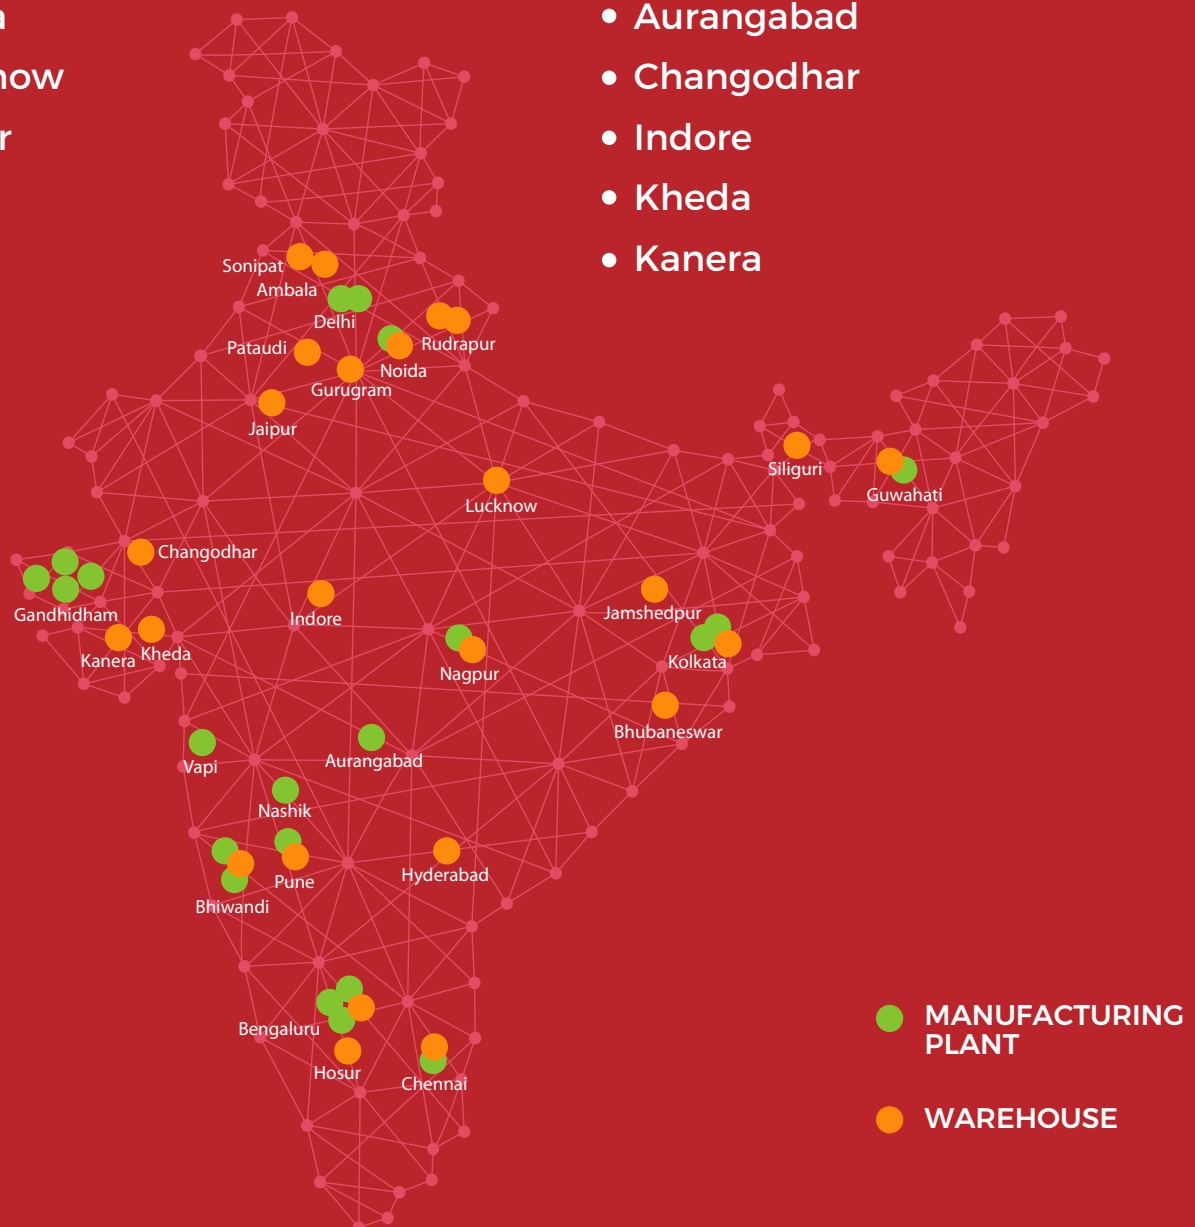 Aurangabad
Changodhar
Indore
Kheda
Kanera
Sonipat
Ambala
Delhi
Rudrapur
Pataudi
Noida
Gurugram
Jaipur
Siliguri
Guwahati
Lucknow
Changodhar
Gandhidham
Indore
Jamshedpur
Kanera
Kheda
Nagpur
Kolkata
Bhubaneswar
Vapi
Aurangabad
Nashik
Pune
Hyderabad
Bhiwandi
Bengaluru
Hosur
Chennai
MANUFACTURING
PLANT
WAREHOUSE